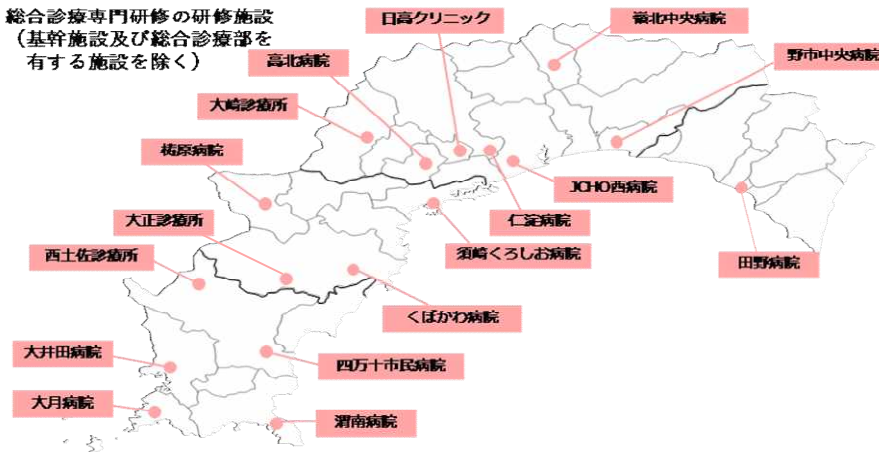 総合診療専門研修の研修施設
（基幹施設及び総合診療部を
有する施設を除く）
日高クリニック
嶺北中央病院
高北病院
野市中央病院
大崎診療所
梼原病院
JCHO西病院
大正診療所
仁淀病院
西土佐診療所
須崎くろしお病院
田野病院
くぼかわ病院
大井田病院
四万十市民病院
大月病院
渭南病院